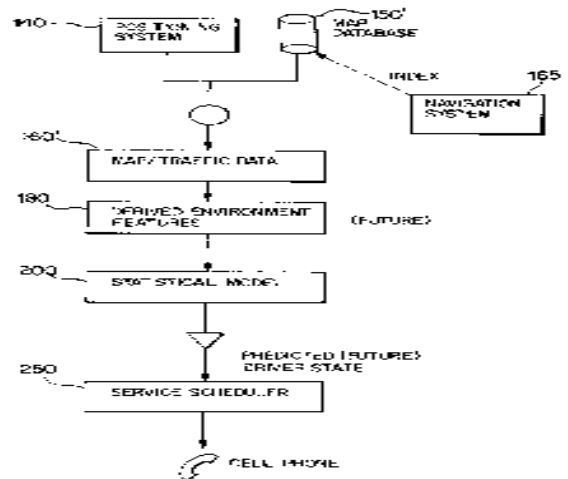 140
POSITIONING
SYSTEM
150'
MAP
DATABASE
INDEX
165
NAVIGATION
SYSTEM
160'
MAP/TRAFFIC DATA
190
DERIVED ENVIRONMENT
FEATURES
(FUTURE)
200
STATISTICAL MODEL
PREDICTED (FUTURE)
DRIVER STATE
250
SERVICE SCHEDULER
CELL PHONE